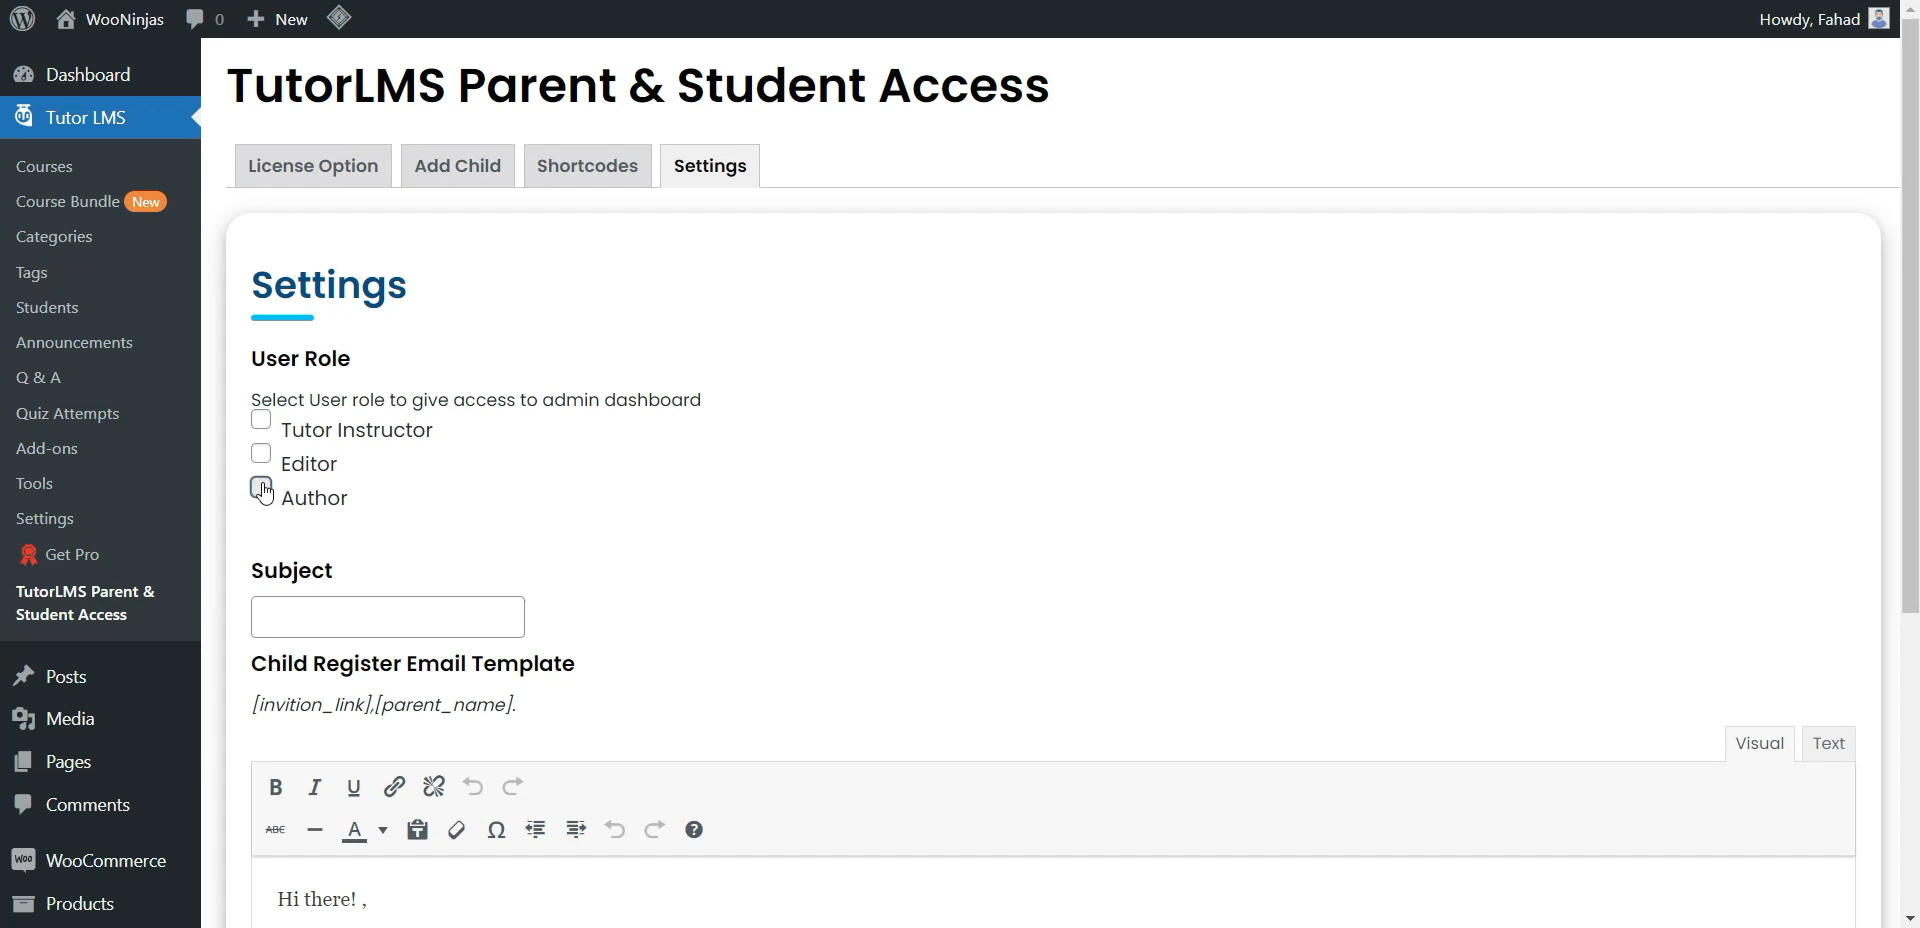 WooNinjas 0 New Howdy, Fahad
Dashboard
Tutor LMS
Courses
Course Bundle New
Categories
Tags
Students
Announcements
Q & A
Quiz Attempts
Add-ons
Tools
Settings
Get Pro
TutorLMS Parent &
Student Access
Posts
Media
Pages
Comments
Woo WooCommerce
Products
TutorLMS Parent & Student Access
License Option Add Child Shortcodes Settings
Settings
User Role
Select User role to give access to admin dashboard
Tutor Instructor
Editor
Author
Subject
Child Register Email Template
[invition_link],[parent_name].
Visual Text
B I U
ABC A Ω
Hi there! ,